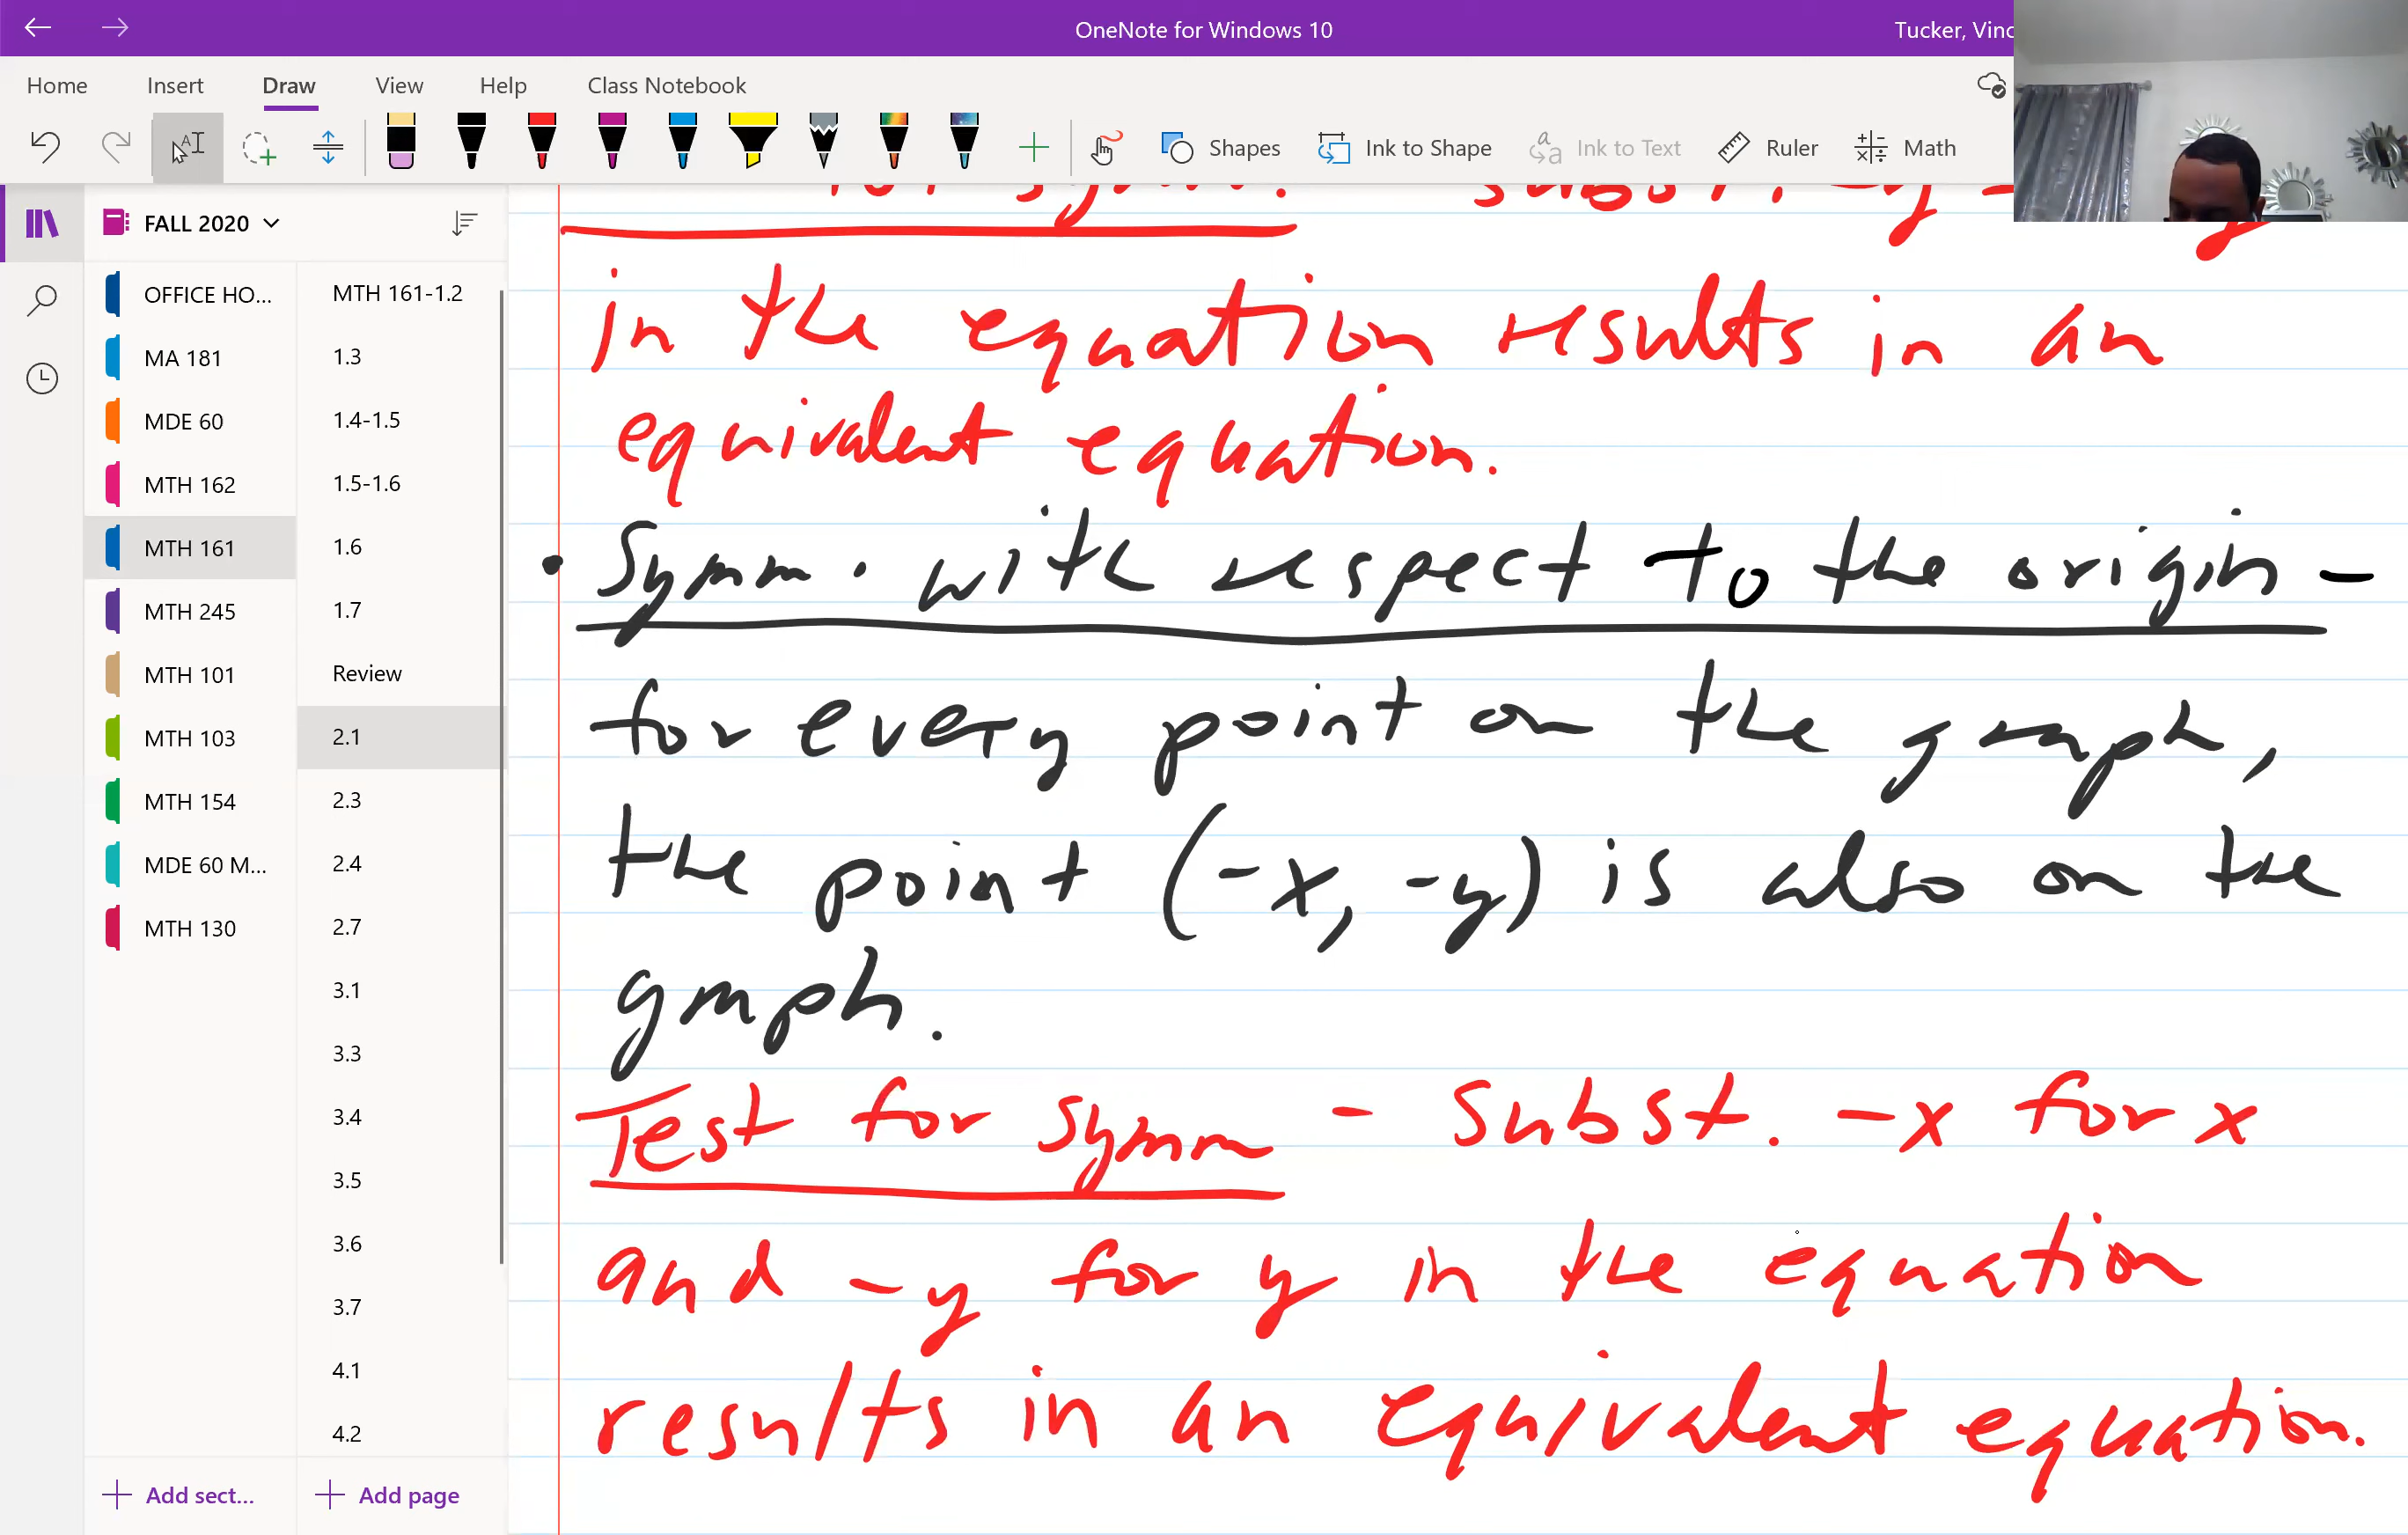 OneNote for Windows 10
Tucker, Vinc
Home Insert Draw View Help Class Notebook
Shapes Ink to Shape Ink to Text Ruler Math
FALL 2020
OFFICE HO...
MA 181
MDE 60
MTH 162
MTH 161
MTH 245
MTH 101
MTH 103
MTH 154
MDE 60 M...
MTH 130
Add sect...
MTH 161-1.2
1.3
1.4-1.5
1.5-1.6
1.6
1.7
Review
2.1
2.3
2.4
2.7
3.1
3.3
3.4
3.5
3.6
3.7
4.1
4.2
Add page
for symm. subst. -y
in the equation results in an
equivalent equation.
• Symm. with respect to the origin -
for every point on the graph,
the point (-x, -y) is also on the
graph.
Test for symm - subst. -x for x
and -y for y in the equation
results in an equivalent equation.